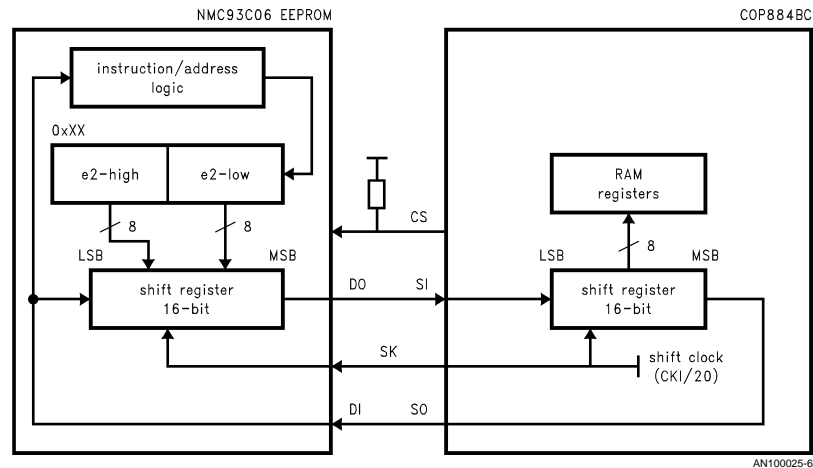 NMC93C06 EEPROM
COP884BC
instruction/address
logic
0xXX
e2-high
e2-low
RAM
registers
CS
8
8
8
LSB
MSB
LSB
MSB
shift register
16-bit
DO
SI
shift register
16-bit
SK
shift clock
(CKI/20)
DI
SO
AN100025-6